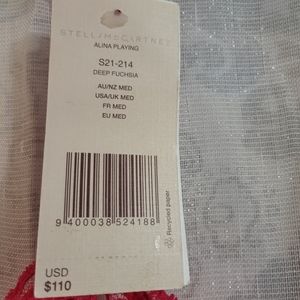 STELLA McCARTNEY
ALINA PLAYING
S21-214
DEEP FUCHSIA
AU/NZ MED
USA/UK MED
FR MED
EU MED
9 400038 524188
Recycled paper
USD
$110